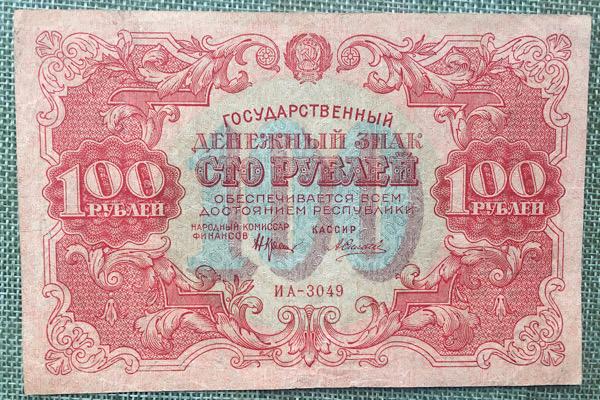 ГОСУДАРСТВЕННЫЙ
ДЕНЕЖНЫЙ ЗНАК
100
СТО РУБЛЕЙ
100 РУБЛЕЙ
100 РУБЛЕЙ
ОБЕСПЕЧИВАЕТСЯ ВСЕМ
ДОСТОЯНИЕМ РЕСПУБЛИКИ
НАРОДНЫЙ КОМИССАР
ФИНАНСОВ
КАССИР
ИА-3049